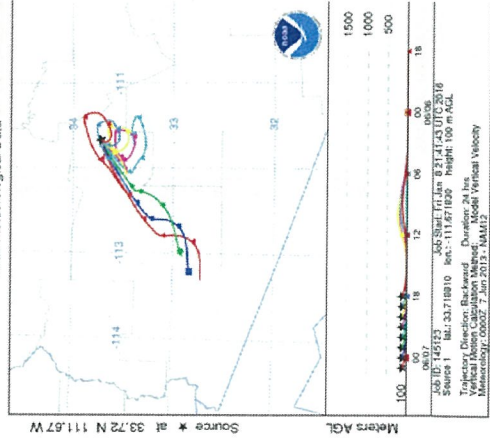 Source ★ at 33.72 N 111.67 W
34
33
32
-111
-113
-114
noaa
Meters AGL
1500
1000
500
100
00 18 12 06 00 18
06/07 06/06
Job ID: 145123 Job Start: Fri Jan 8 21:41:43 UTC 2016
Source 1 lat.: 33.718910 lon.: -111.671830 height: 100 m AGL
Trajectory Direction: Backward Duration: 24 hrs
Vertical Motion Calculation Method: Model Vertical Velocity
Meteorology: 0000Z 7 Jun 2013 - NAM12